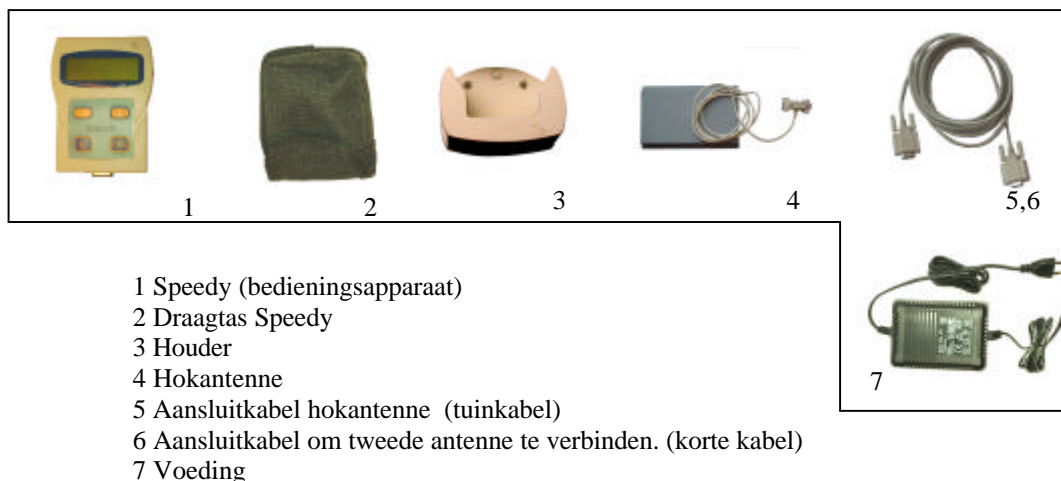 1
2
3
4
5,6
7
1 Speedy (bedieningsapparaat)
2 Draagtas Speedy
3 Houder
4 Hokantenne
5 Aansluitkabel hokantenne (tuinkabel)
6 Aansluitkabel om tweede antenne te verbinden. (korte kabel)
7 Voeding